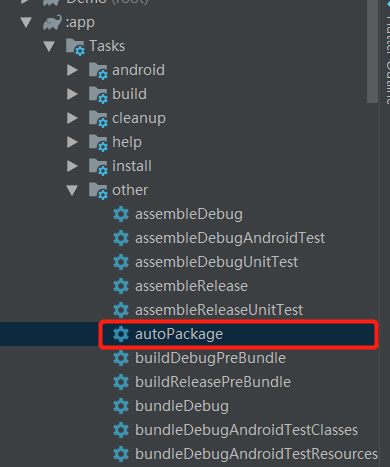 Demo (root)
:app
Tasks
android
build
cleanup
help
install
other
assembleDebug
assembleDebugAndroidTest
assembleDebugUnitTest
assembleRelease
assembleReleaseUnitTest
autoPackage
buildDebugPreBundle
buildReleasePreBundle
bundleDebug
bundleDebugAndroidTestClasses
bundleDebugAndroidTestResources
Flutter Outline